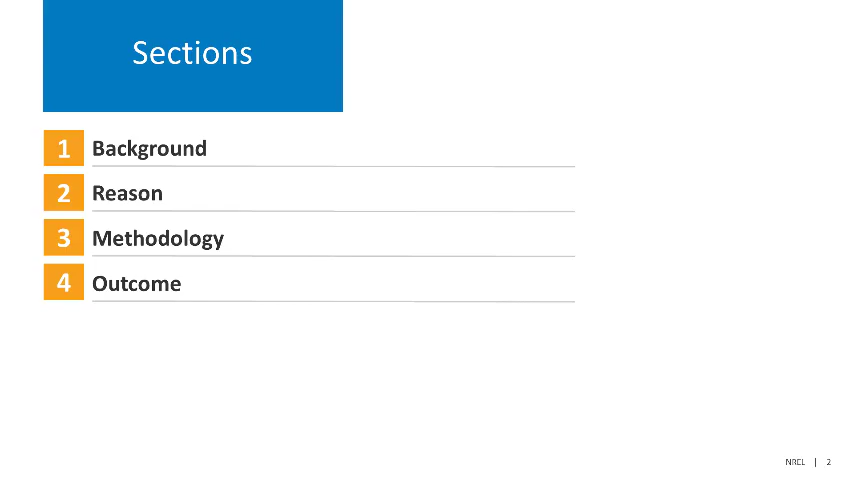 Sections
1 Background
2 Reason
3 Methodology
4 Outcome
NREL | 2